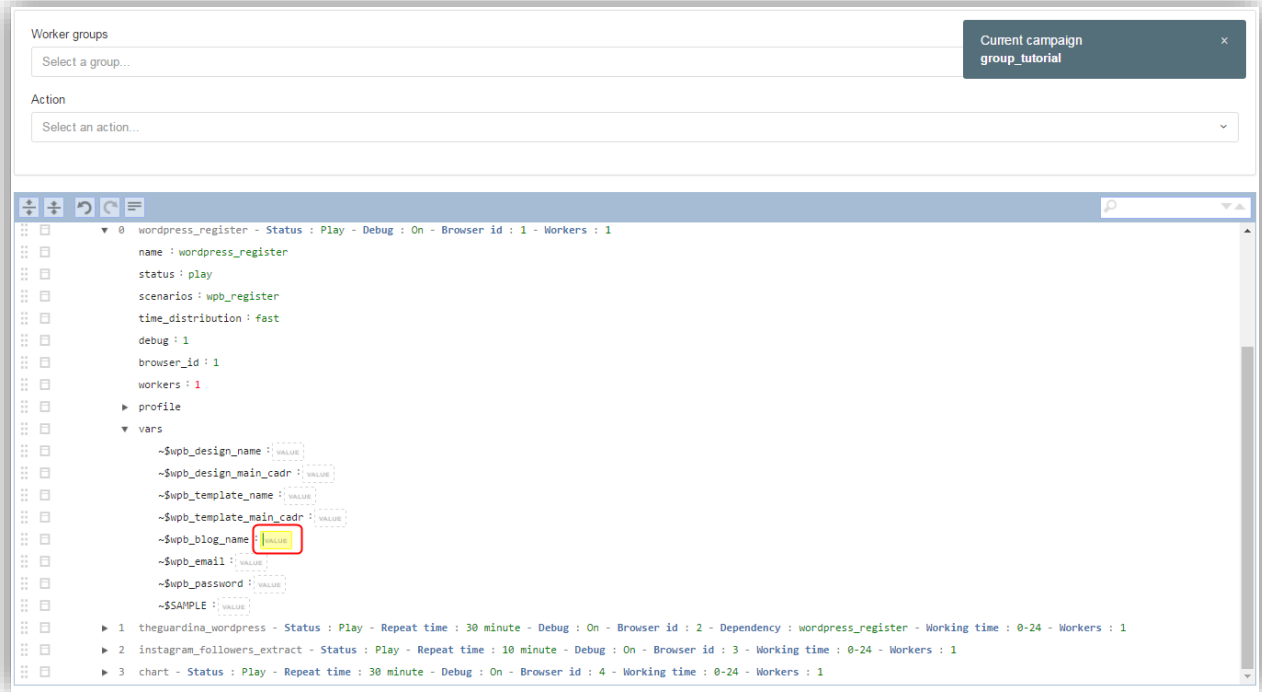 Worker groups
Select a group...
Current campaign ×
group_tutorial
Action
Select an action...
0 wordpress_register - Status : Play - Debug : On - Browser id : 1 - Workers : 1
name : wordpress_register
status : play
scenarios : wpb_register
time_distribution : fast
debug : 1
browser_id : 1
workers : 1
profile
vars
~$wpb_design_name : VALUE
~$wpb_design_main_cadr : VALUE
~$wpb_template_name : VALUE
~$wpb_template_main_cadr : VALUE
~$wpb_blog_name : VALUE
~$wpb_email : VALUE
~$wpb_password : VALUE
~$SAMPLE : VALUE
1 theguardina_wordpress - Status : Play - Repeat time : 30 minute - Debug : On - Browser id : 2 - Dependency : wordpress_register - Working time : 0-24 - Workers : 1
2 instagram_followers_extract - Status : Play - Repeat time : 10 minute - Debug : On - Browser id : 3 - Working time : 0-24 - Workers : 1
3 chart - Status : Play - Repeat time : 30 minute - Debug : On - Browser id : 4 - Working time : 0-24 - Workers : 1